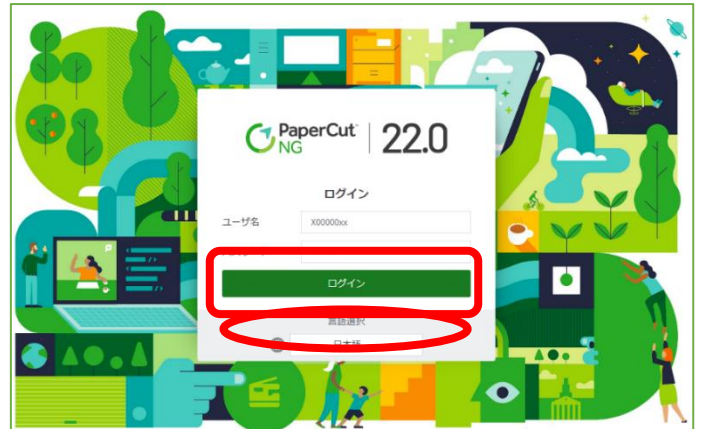 PaperCut
NG
22.0
ログイン
ユーザ名
X00000xx
ログイン
言語選択
日本語